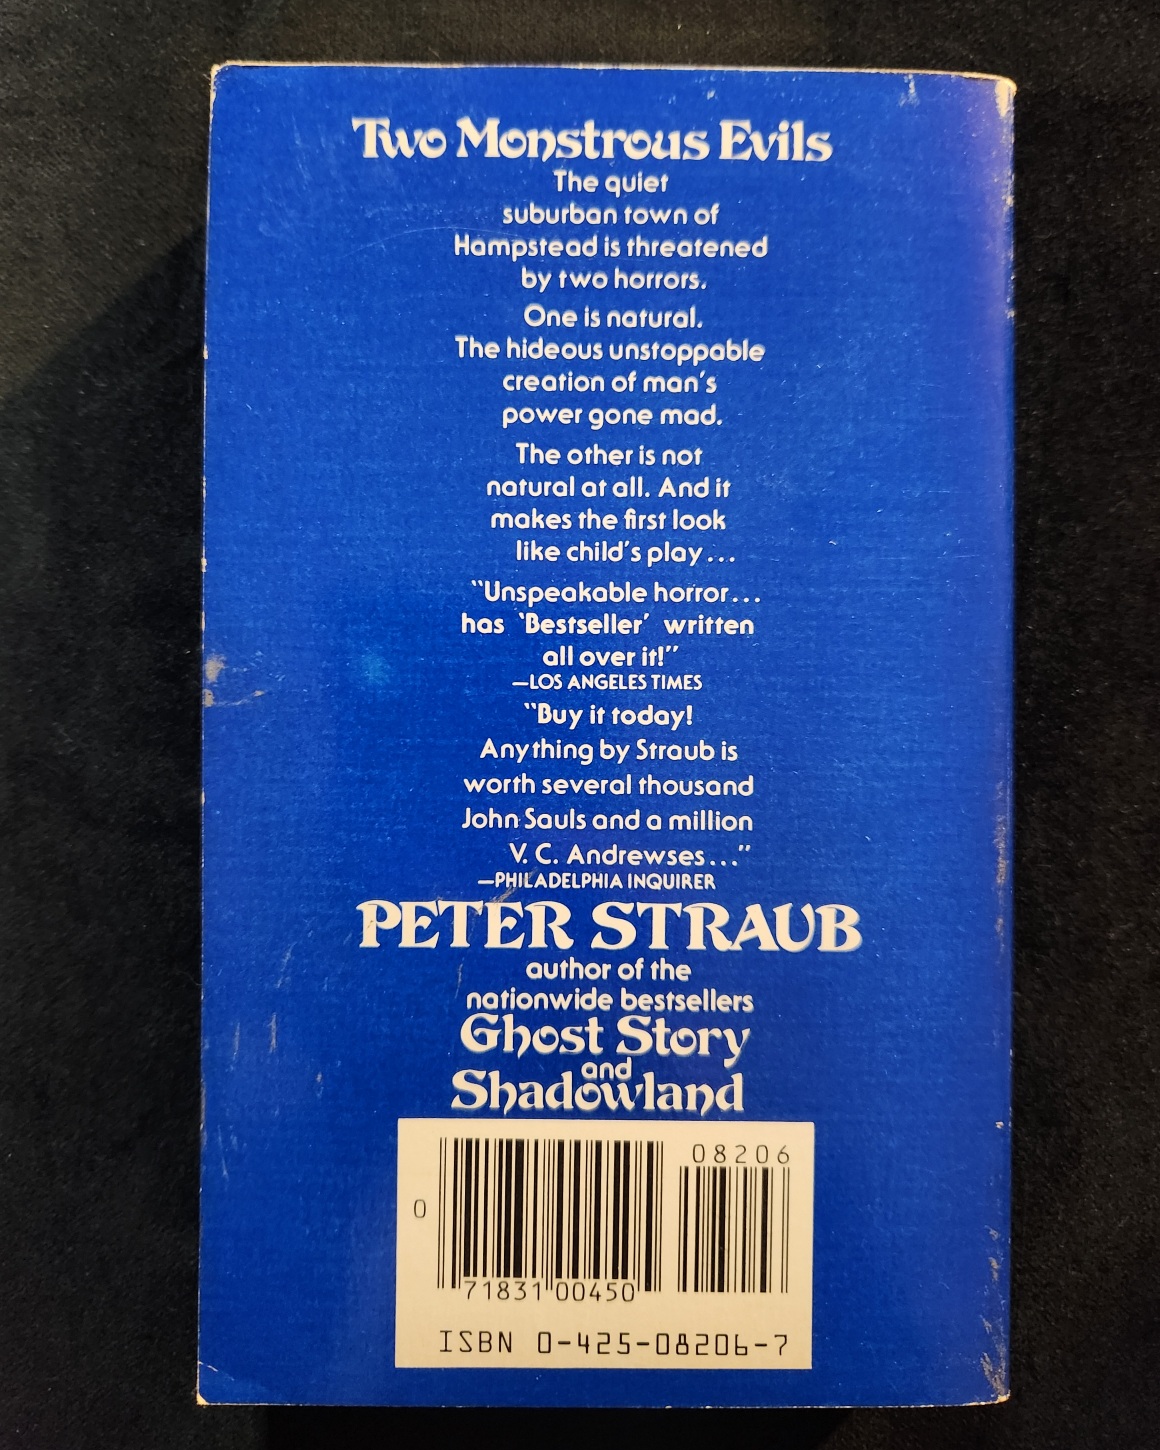 Two Monstrous Evils
The quiet
suburban town of
Hampstead is threatened
by two horrors.
One is natural.
The hideous unstoppable
creation of man's
power gone mad.
The other is not
natural at all. And it
makes the first look
like child's play...
"Unspeakable horror...
has 'Bestseller' written
all over it!"
—LOS ANGELES TIMES
"Buy it today!
Anything by Straub is
worth several thousand
John Sauls and a million
V. C. Andrewses..."
—PHILADELPHIA INQUIRER
PETER STRAUB
author of the
nationwide bestsellers
Ghost Story
and
Shadowland
08206
0
71831 00450
ISBN 0-425-08206-7